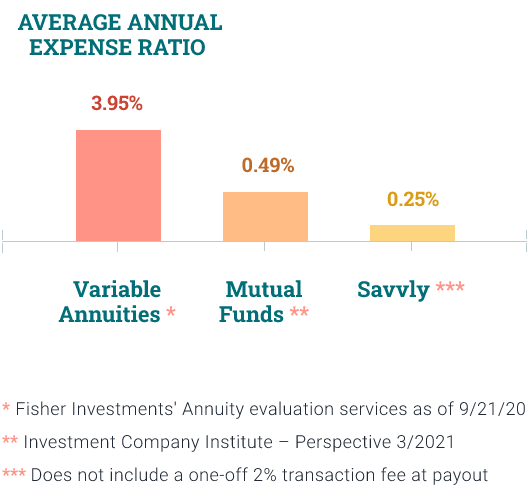 AVERAGE ANNUAL
EXPENSE RATIO
3.95%
0.49%
0.25%
Variable
Annuities *
Mutual
Funds **
Savvly ***
* Fisher Investments' Annuity evaluation services as of 9/21/20
** Investment Company Institute – Perspective 3/2021
*** Does not include a one-off 2% transaction fee at payout